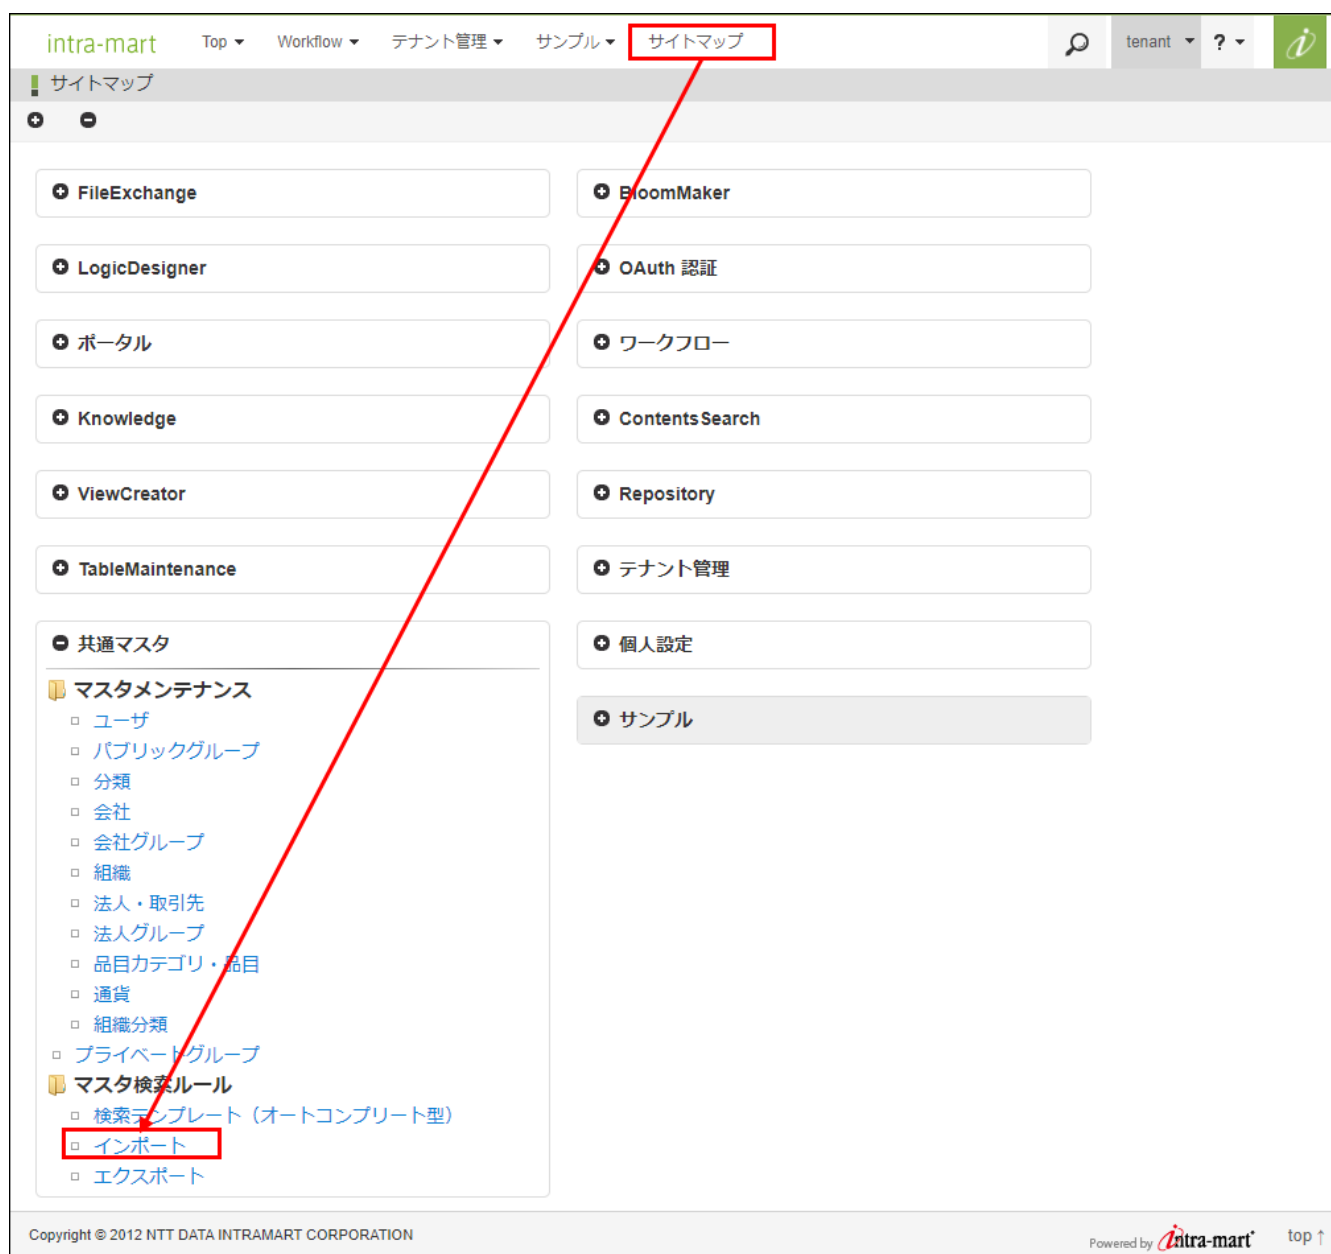 intra-mart Top Workflow テナント管理 サンプル サイトマップ tenant ?
サイトマップ
FileExchange
BloomMaker
LogicDesigner
OAuth 認証
ポータル
ワークフロー
Knowledge
ContentsSearch
ViewCreator
Repository
TableMaintenance
テナント管理
共通マスタ
個人設定
マスタメンテナンス
サンプル
ユーザ
パブリックグループ
分類
会社
会社グループ
組織
法人・取引先
法人グループ
品目カテゴリ・品目
通貨
組織分類
プライベートグループ
マスタ検索ルール
検索テンプレート（オートコンプリート型）
インポート
エクスポート
Copyright © 2012 NTT DATA INTRAMART CORPORATION
Powered by intra-mart top ↑